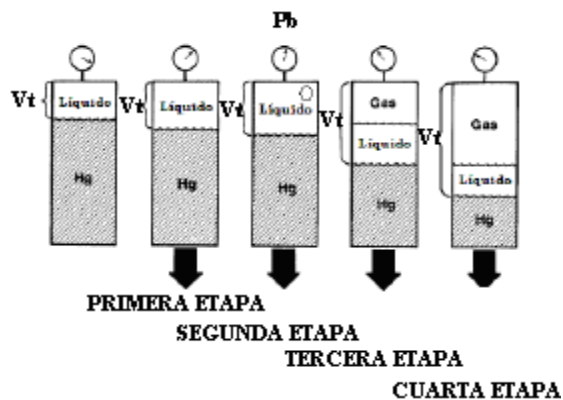 Pb
Vt Líquido Vt Líquido Vt Líquido Vt Gas Vt Gas
Líquido Líquido
Hg Hg Hg Hg Hg
PRIMERA ETAPA
SEGUNDA ETAPA
TERCERA ETAPA
CUARTA ETAPA